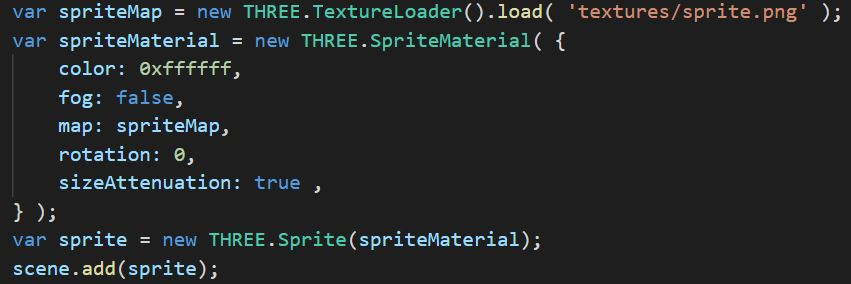 var spriteMap = new THREE.TextureLoader().load( 'textures/sprite.png' );
var spriteMaterial = new THREE.SpriteMaterial( {
    color: 0xffffff,
    fog: false,
    map: spriteMap,
    rotation: 0,
    sizeAttenuation: true ,
} );
var sprite = new THREE.Sprite(spriteMaterial);
scene.add(sprite);